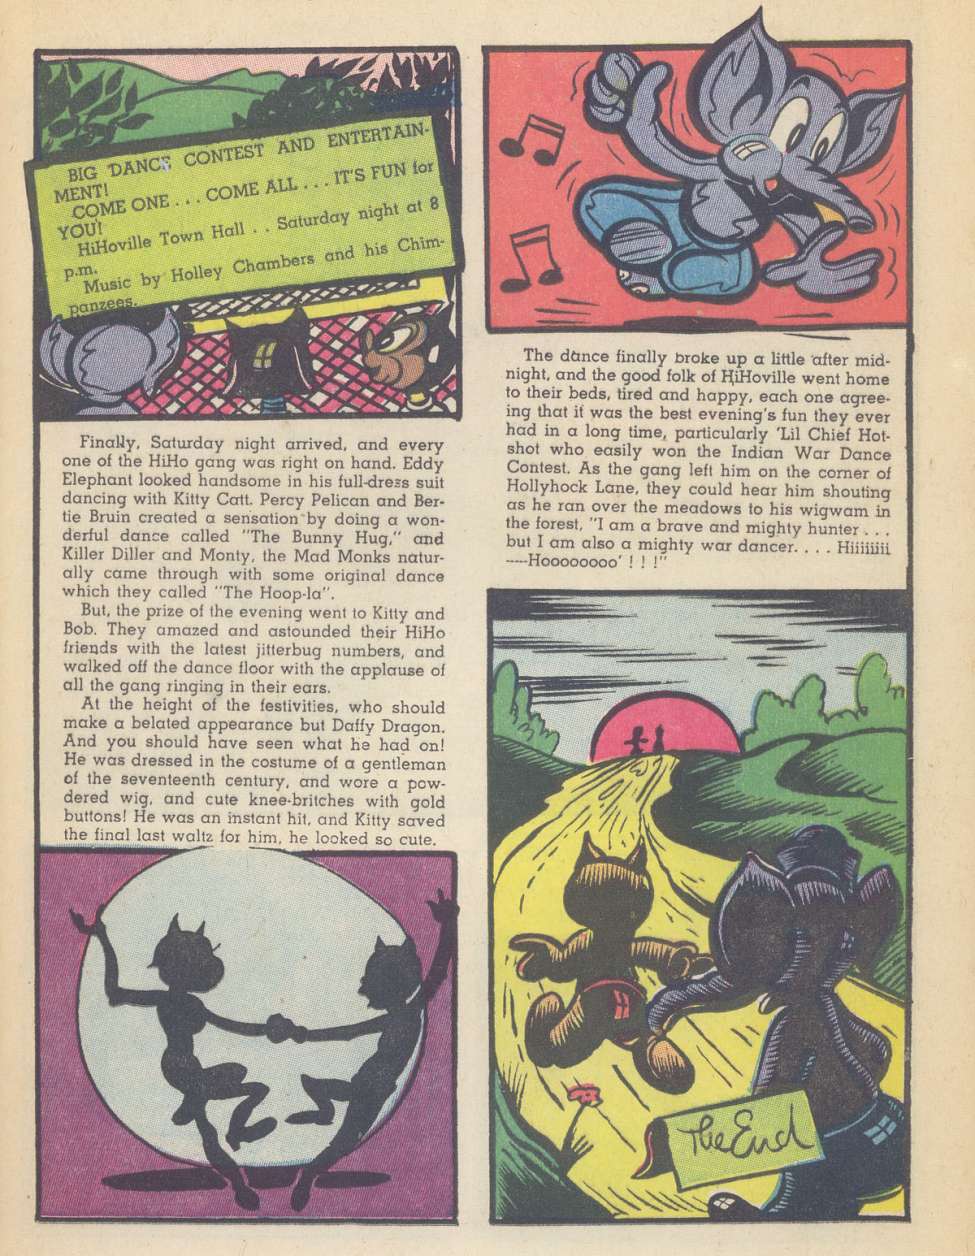 BIG DANCE CONTEST AND ENTERTAIN-
MENT!
COME ONE . . . COME ALL . . . IT'S FUN for
YOU!
HiHoville Town Hall . . Saturday night at 8
p.m.
Music by Holley Chambers and his Chim-
panzees.
Finally, Saturday night arrived, and every
one of the HiHo gang was right on hand. Eddy
Elephant looked handsome in his full-dress suit
dancing with Kitty Catt. Percy Pelican and Ber-
tie Bruin created a sensation by doing a won-
derful dance called "The Bunny Hug," and
Killer Diller and Monty, the Mad Monks natur-
ally came through with some original dance
which they called "The Hoop-la".
But, the prize of the evening went to Kitty and
Bob. They amazed and astounded their HiHo
friends with the latest jitterbug numbers, and
walked off the dance floor with the applause of
all the gang ringing in their ears.
At the height of the festivities, who should
make a belated appearance but Daffy Dragon.
And you should have seen what he had on!
He was dressed in the costume of a gentleman
of the seventeenth century, and wore a pow-
dered wig, and cute knee-britches with gold
buttons! He was an instant hit, and Kitty saved
the final last waltz for him, he looked so cute.
The dance finally broke up a little after mid-
night, and the good folk of HiHoville went home
to their beds, tired and happy, each one agree-
ing that it was the best evening's fun they ever
had in a long time, particularly 'Lil Chief Hot-
shot who easily won the Indian War Dance
Contest. As the gang left him on the corner of
Hollyhock Lane, they could hear him shouting
as he ran over the meadows to his wigwam in
the forest, "I am a brave and mighty hunter . . .
but I am also a mighty war dancer. . . . Hiiiiiiii
----Hoooooooo' ! ! !"
The End